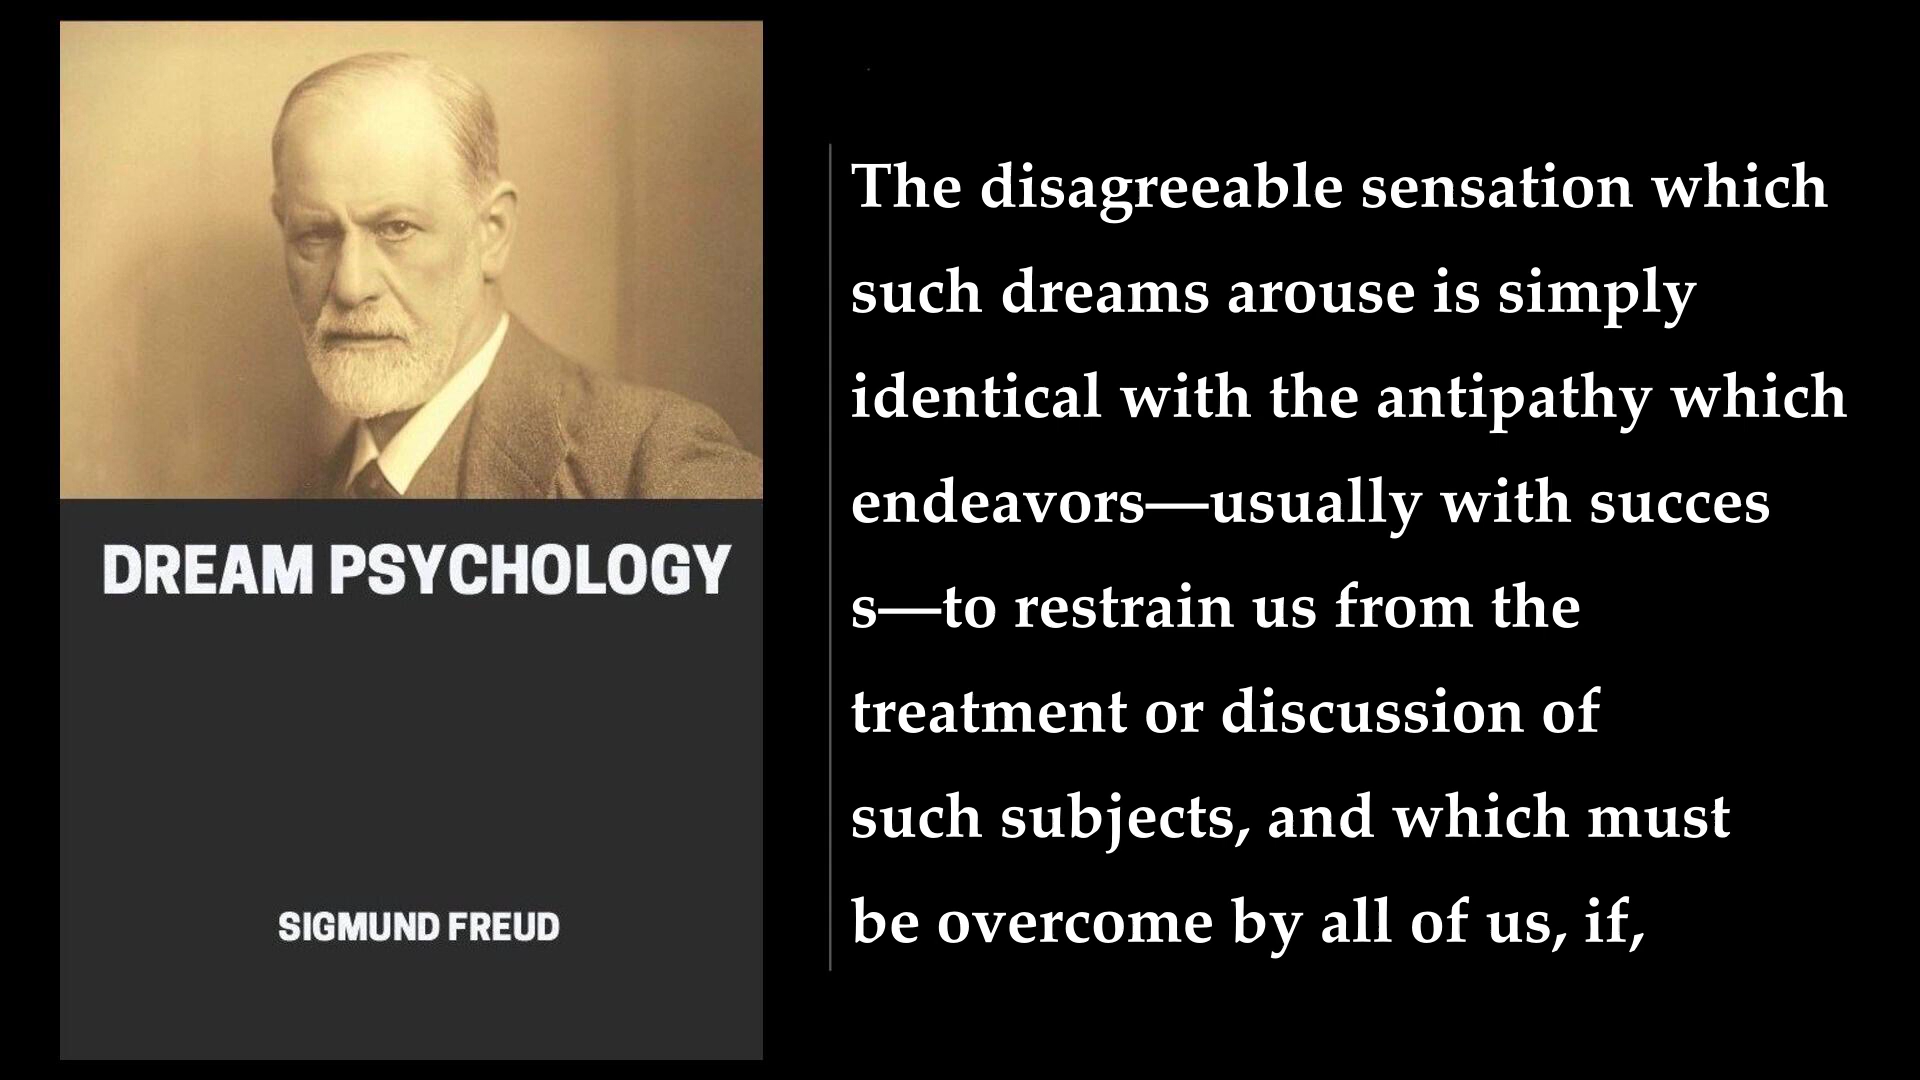 DREAM PSYCHOLOGY
SIGMUND FREUD
The disagreeable sensation which
such dreams arouse is simply
identical with the antipathy which
endeavors—usually with succes
s—to restrain us from the
treatment or discussion of
such subjects, and which must
be overcome by all of us, if,